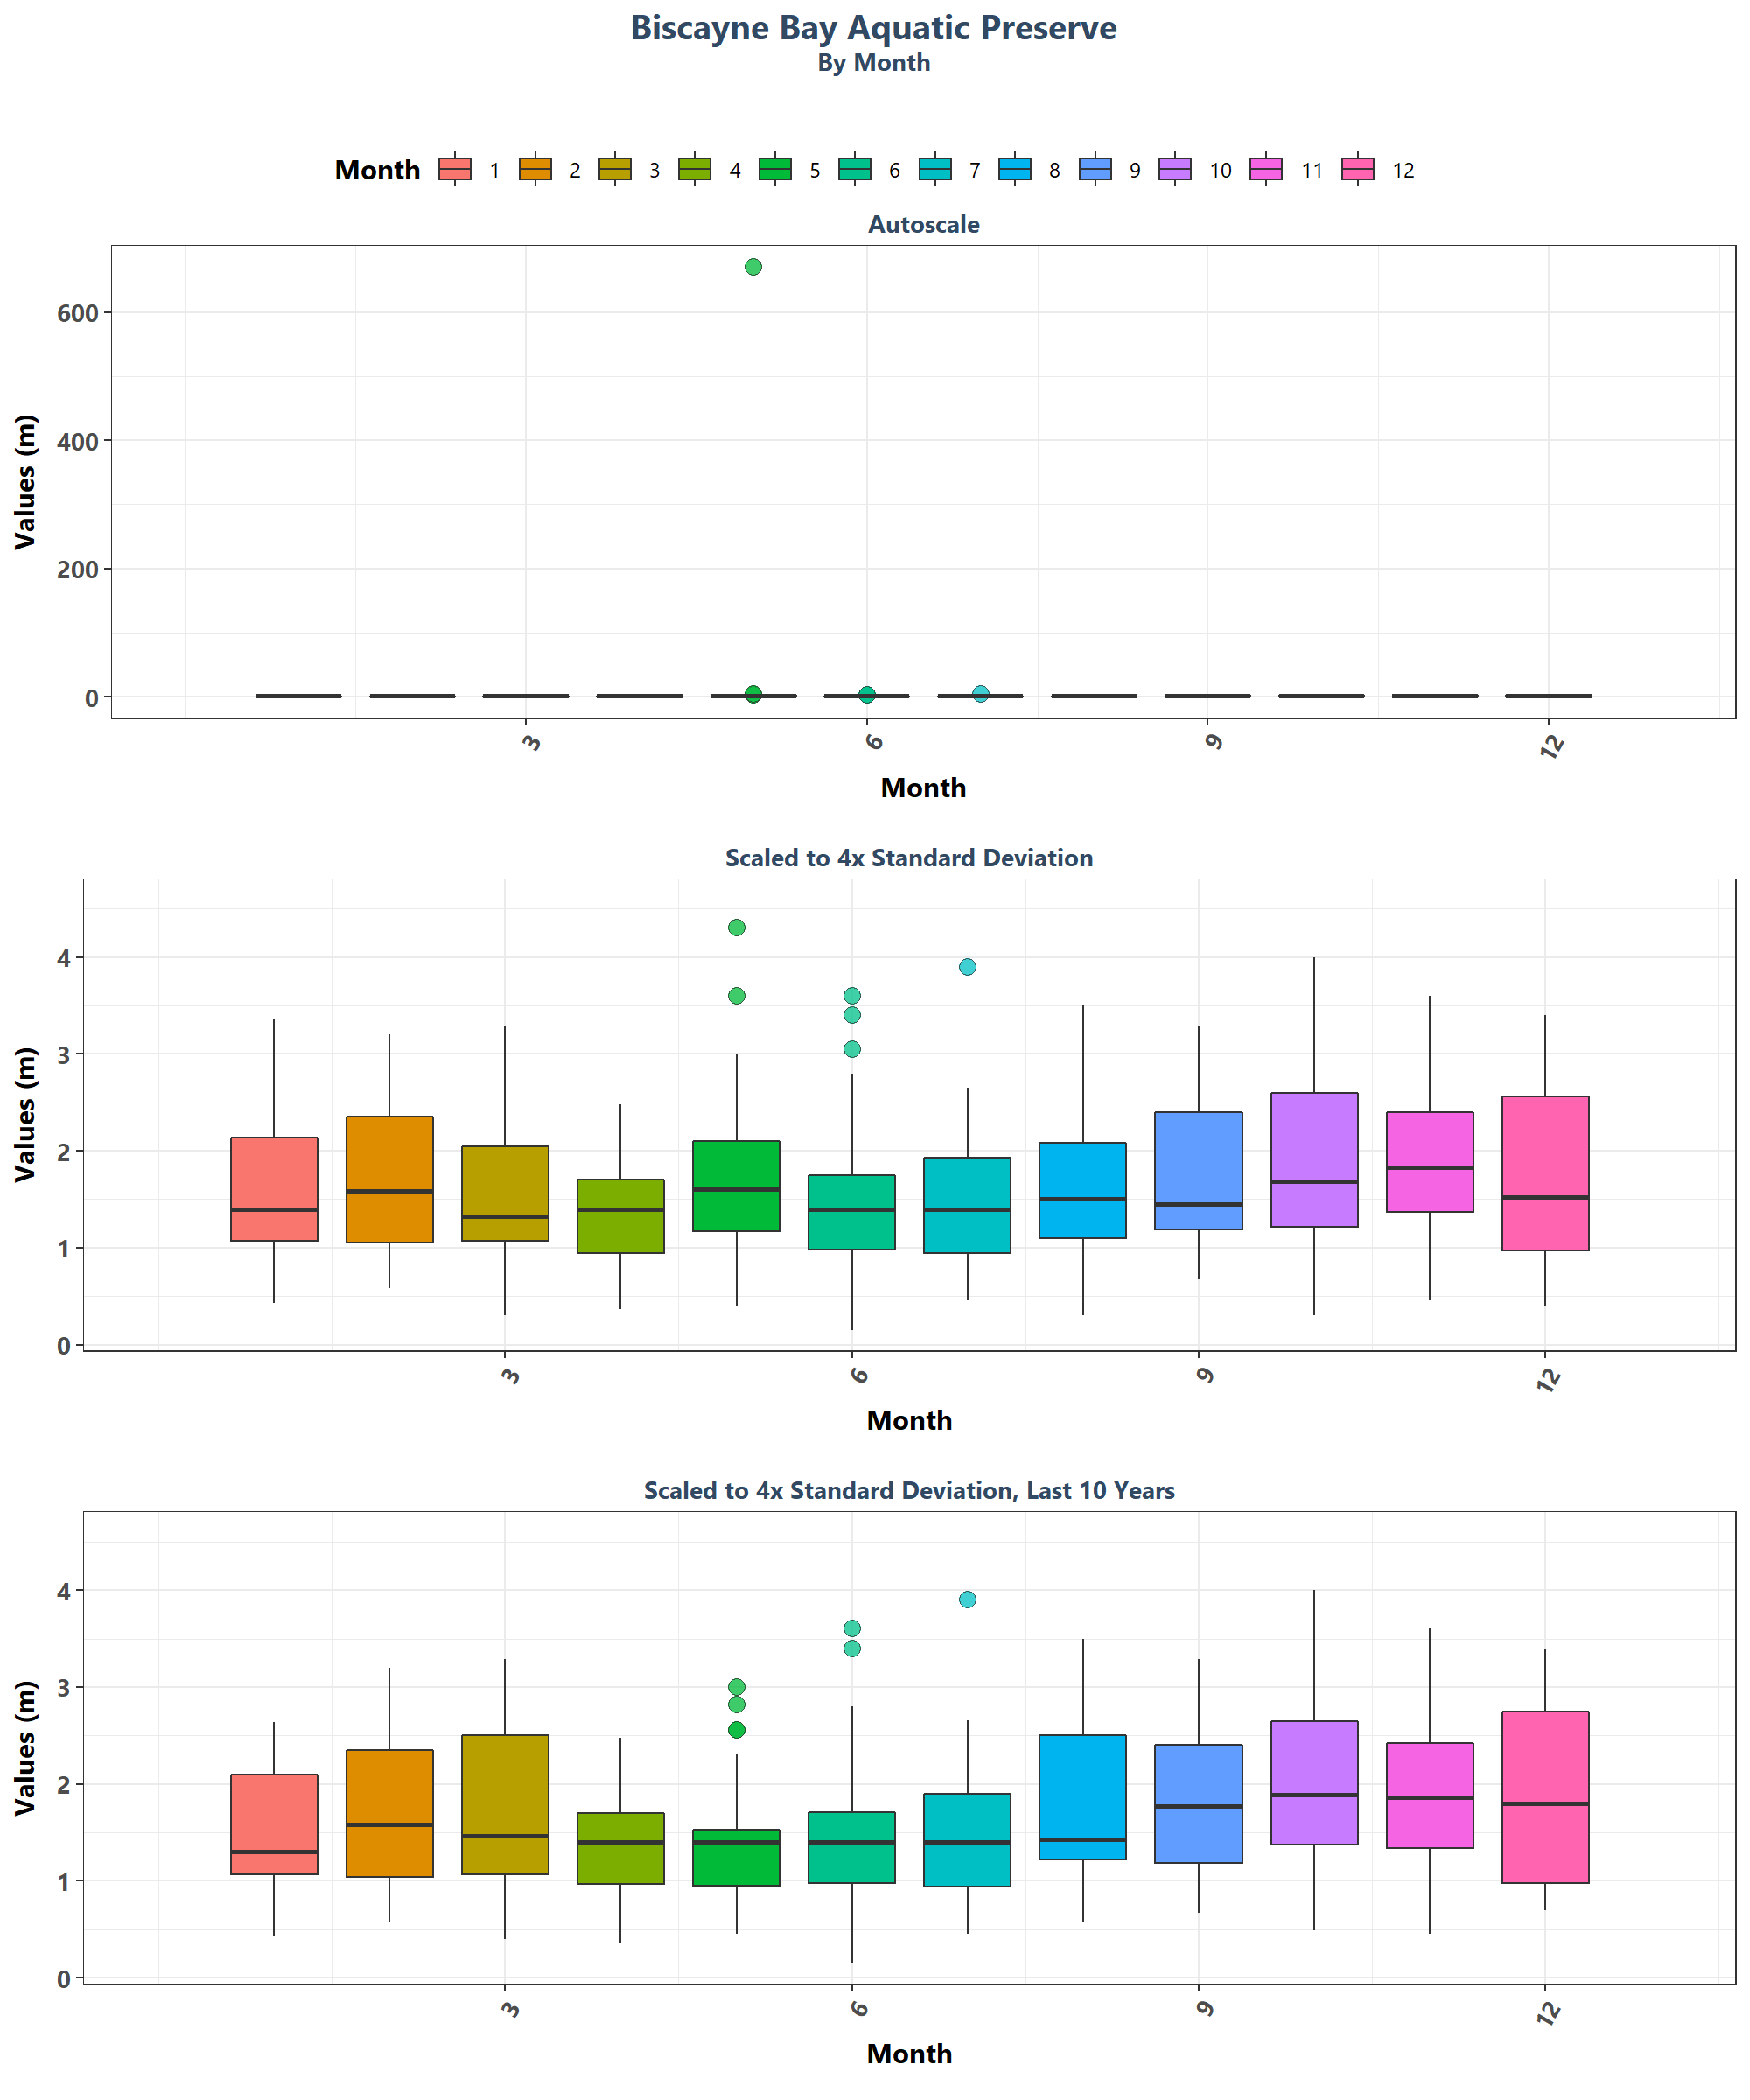 Biscayne Bay Aquatic Preserve
By Month
Month 1 2 3 4 5 6 7 8 9 10 11 12
Autoscale
Values (m)
600
400
200
0
3 6 9 12
Month
Scaled to 4x Standard Deviation
Values (m)
4
3
2
1
0
3 6 9 12
Month
Scaled to 4x Standard Deviation, Last 10 Years
Values (m)
4
3
2
1
0
3 6 9 12
Month